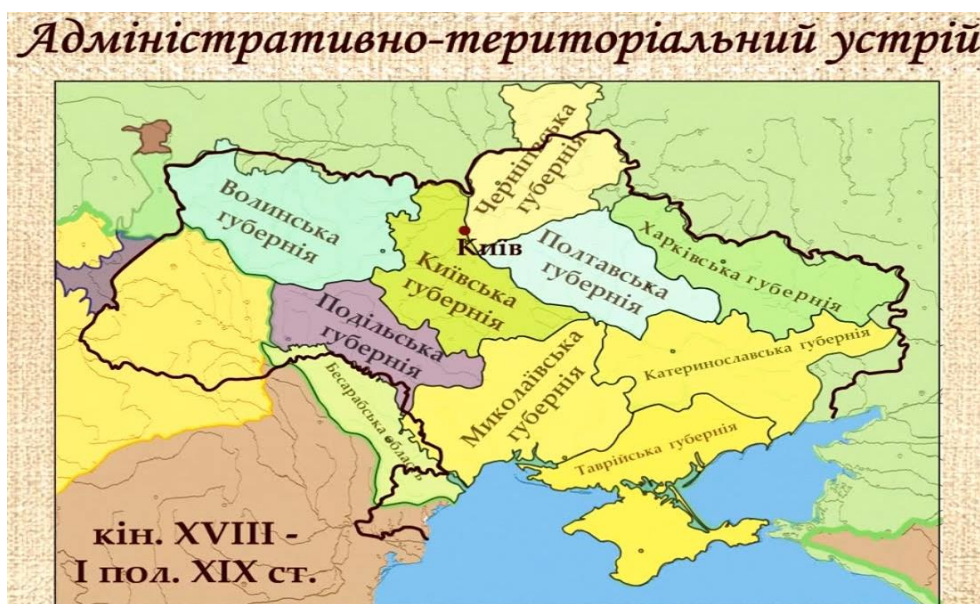 Адміністративно-територіальний устрій
Чернігівська
губернія
Волинська
губернія
Київ
Київська
губернія
Полтавська
губернія
Харківська губернія
Подільська
губернія
Бесарабська область
Миколаївська
губернія
Катеринославська губернія
Таврійська губернія
кін. XVIII -
I пол. XIX ст.